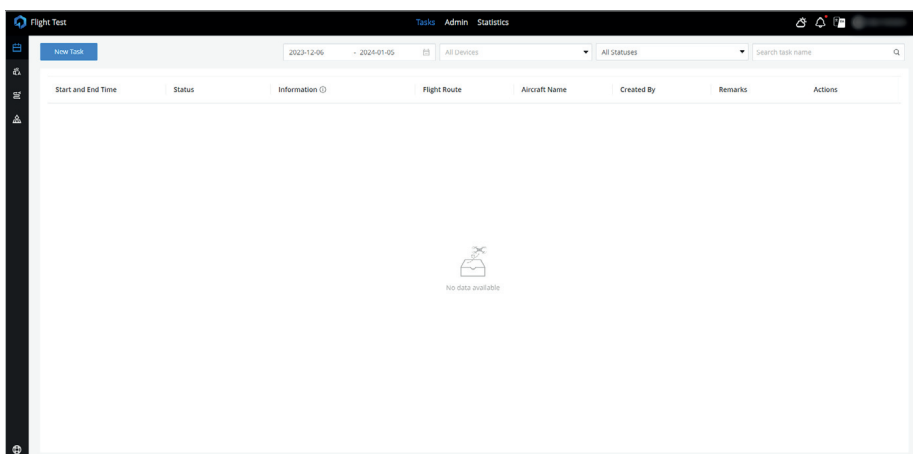 Flight Test
Tasks Admin Statistics
New Task
2023-12-06 - 2024-01-05
All Devices
All Statuses
Search task name
Start and End Time Status Information Flight Route Aircraft Name Created By Remarks Actions
No data available